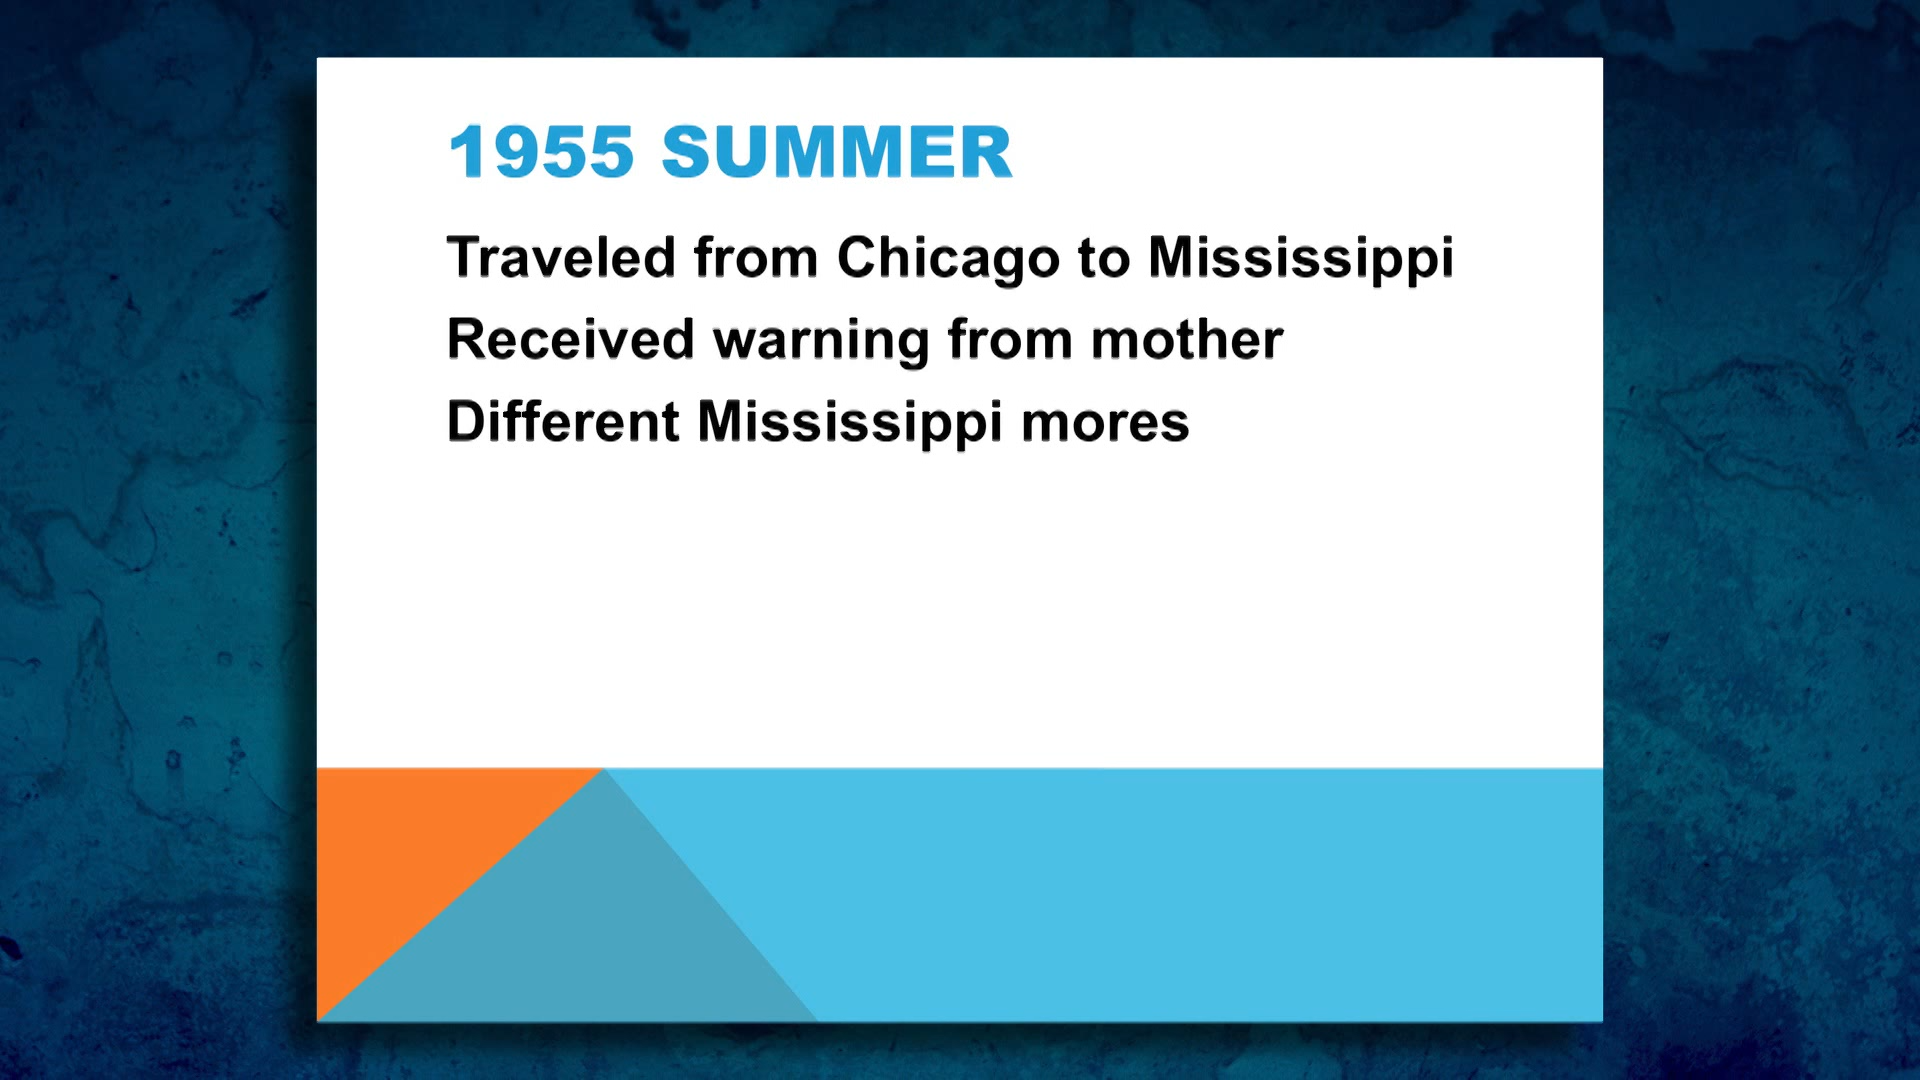 1955 SUMMER
Traveled from Chicago to Mississippi
Received warning from mother
Different Mississippi mores